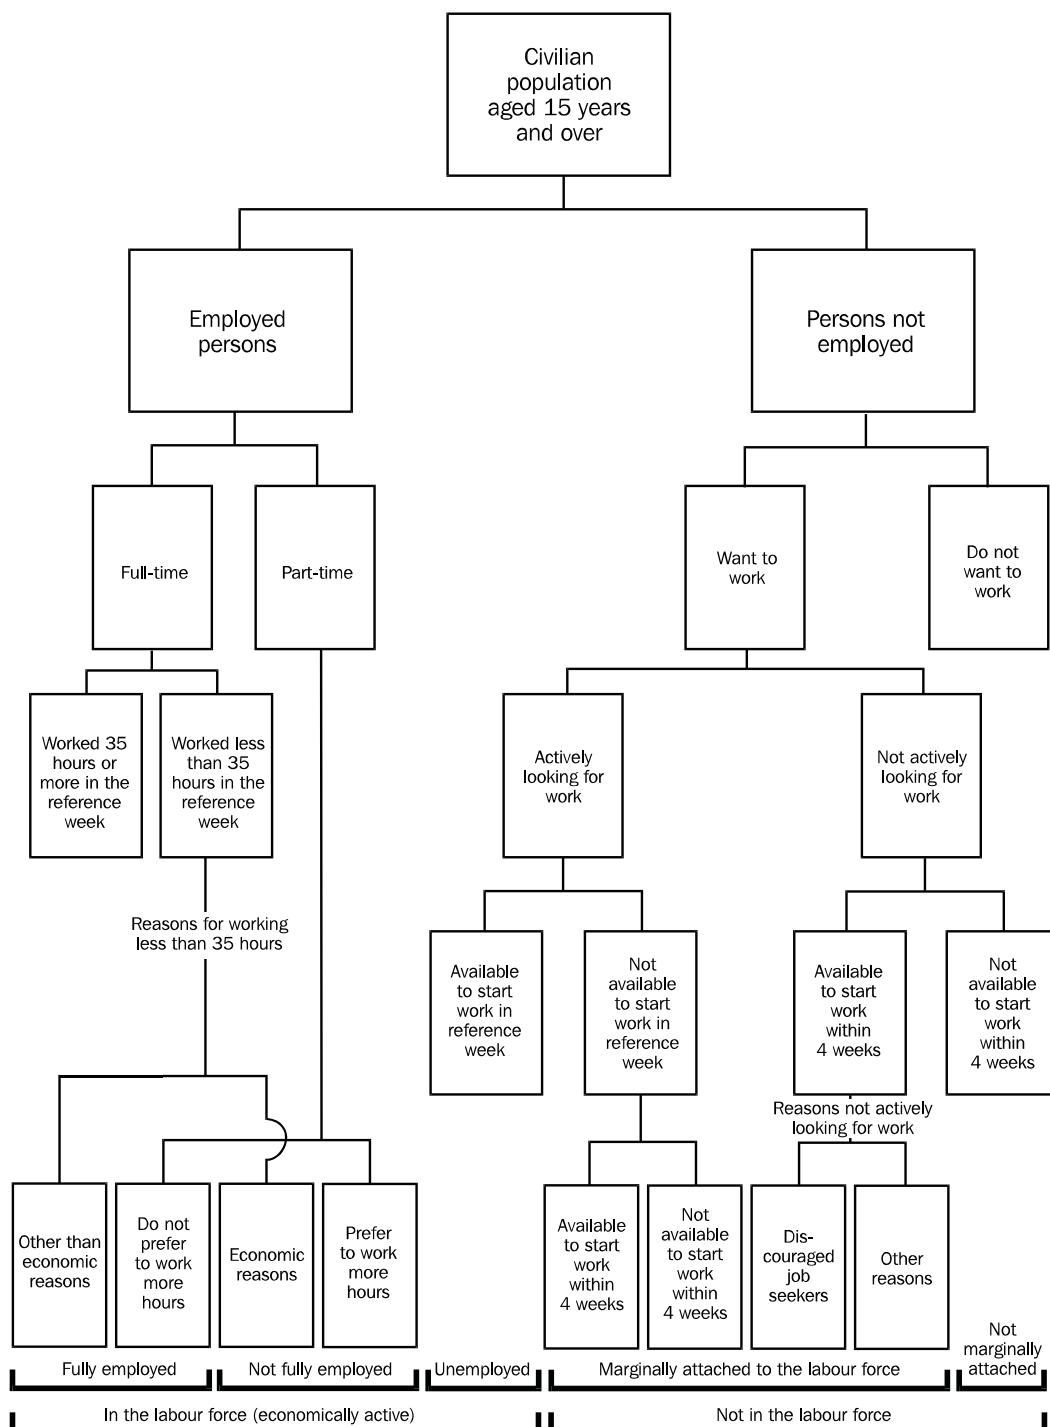 Civilian
population
aged 15 years
and over
Employed
persons
Persons not
employed
Full-time
Part-time
Want to
work
Do not
want to
work
Worked 35
hours or
more in the
reference
week
Worked less
than 35
hours in the
reference
week
Actively
looking for
work
Not actively
looking for
work
Reasons for working
less than 35 hours
Available
to start
work in
reference
week
Not
available
to start
work in
reference
week
Available
to start
work
within
4 weeks
Not
available
to start
work
within
4 weeks
Reasons not actively
looking for work
Other than
economic
reasons
Do not
prefer
to work
more
hours
Economic
reasons
Prefer
to work
more
hours
Available
to start
work
within
4 weeks
Not
available
to start
work
within
4 weeks
Dis-
couraged
job
seekers
Other
reasons
Fully employed
Not fully employed
Unemployed
Marginally attached to the labour force
Not
marginally
attached
In the labour force (economically active)
Not in the labour force